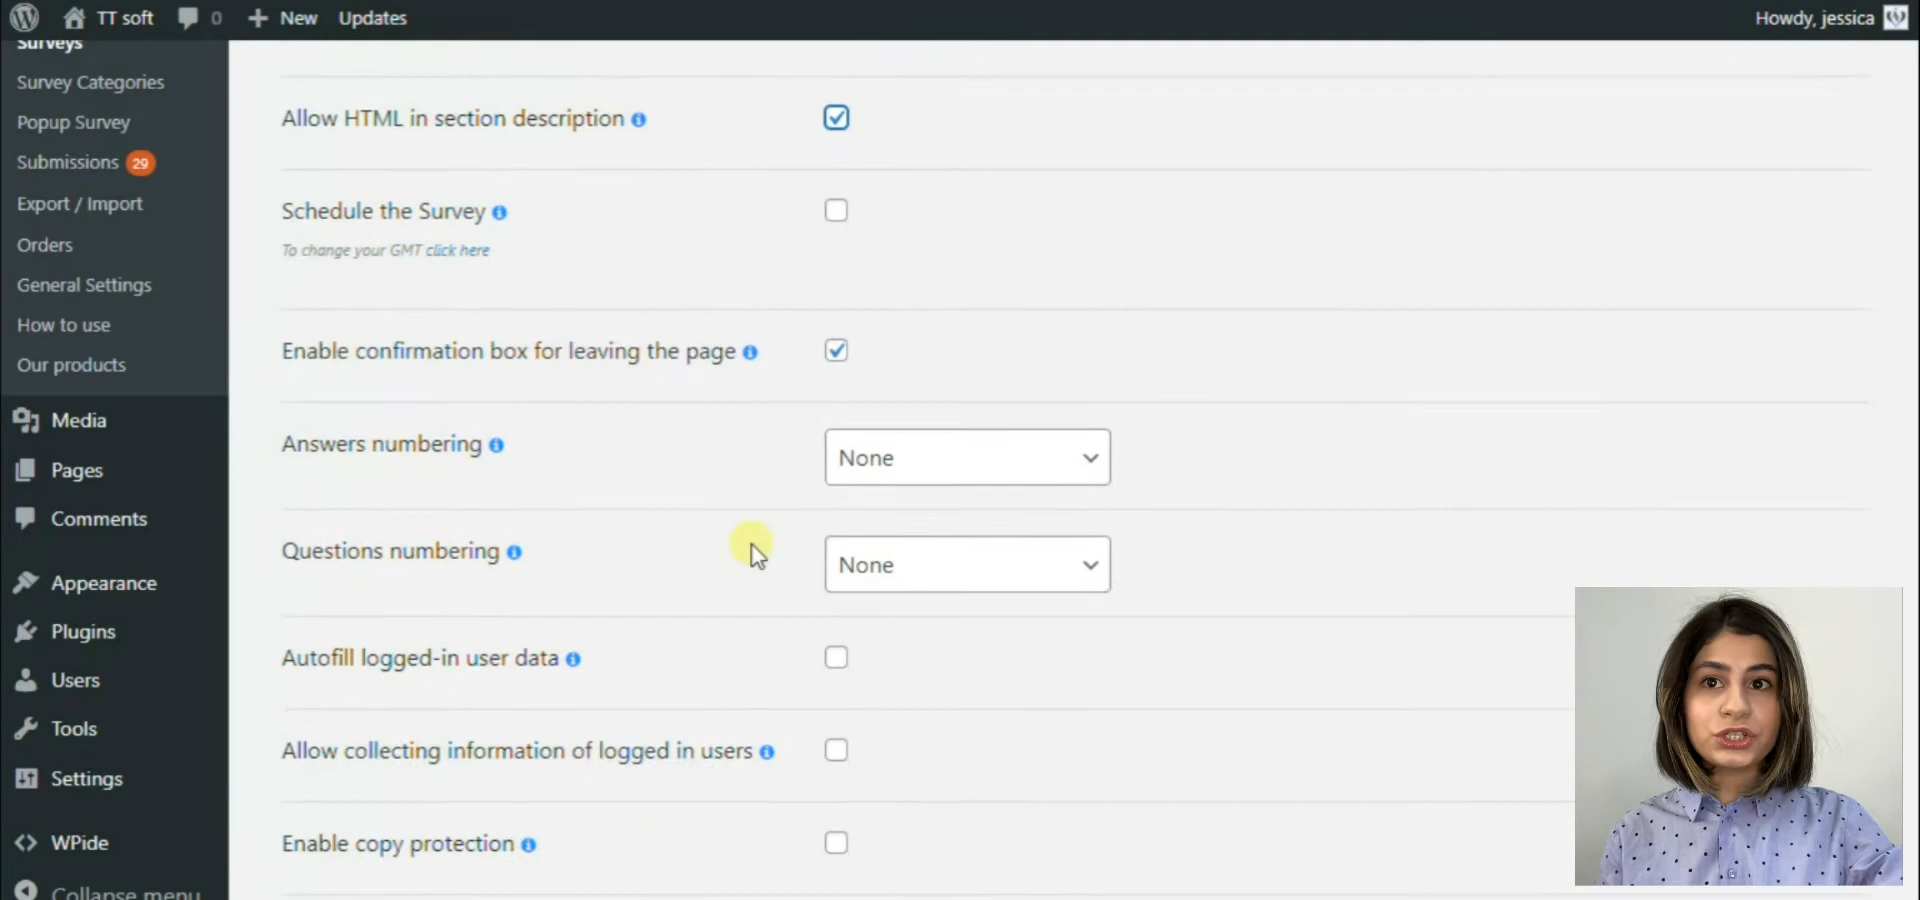 TT soft
0
New
Updates
Howdy, jessica
Surveys
Survey Categories
Popup Survey
Submissions 29
Export / Import
Orders
General Settings
How to use
Our products
Media
Pages
Comments
Appearance
Plugins
Users
Tools
Settings
WPide
Collapse menu
Allow HTML in section description
Schedule the Survey
To change your GMT click here
Enable confirmation box for leaving the page
Answers numbering
None
Questions numbering
None
Autofill logged-in user data
Allow collecting information of logged in users
Enable copy protection